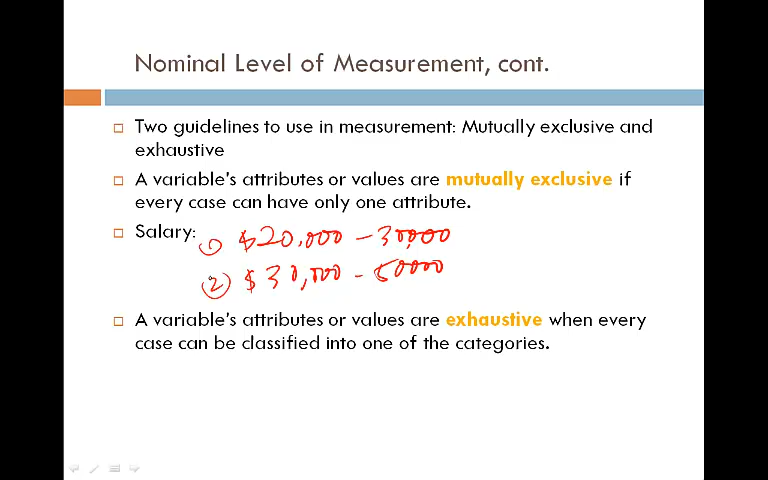 Nominal Level of Measurement, cont.
Two guidelines to use in measurement: Mutually exclusive and
exhaustive
A variable's attributes or values are mutually exclusive if
every case can have only one attribute.
Salary: 1 $20,000 - 30,000
2 $30,000 - 50000
A variable's attributes or values are exhaustive when every
case can be classified into one of the categories.